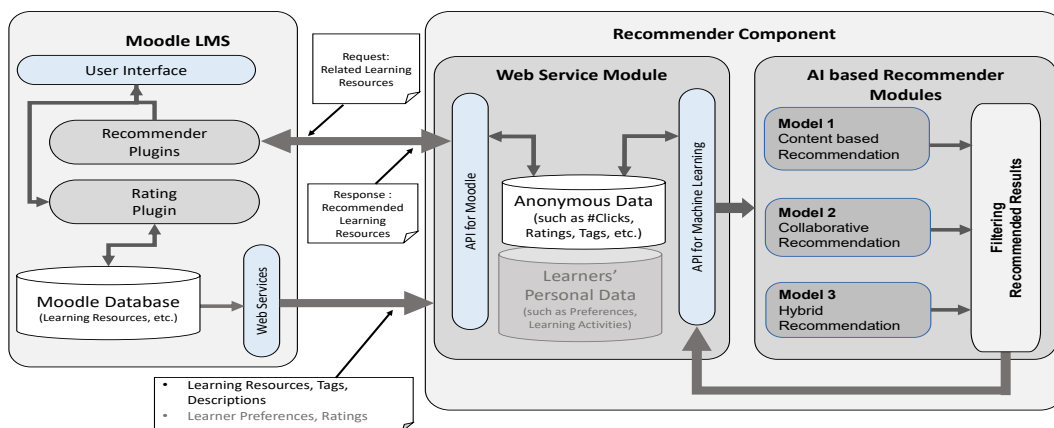 Moodle LMS
User Interface
Recommender
Plugins
Rating
Plugin
Moodle Database
(Learning Resources, etc.)
Web Services
Request:
Related Learning
Resources
Response :
Recommended
Learning
Resources
• Learning Resources, Tags,
Descriptions
• Learner Preferences, Ratings
Recommender Component
Web Service Module
API for Moodle
Anonymous Data
(such as #Clicks,
Ratings, Tags, etc.)
Learners’
Personal Data
(such as Preferences,
Learning Activities)
API for Machine Learning
AI based Recommender
Modules
Model 1
Content based
Recommendation
Model 2
Collaborative
Recommendation
Model 3
Hybrid
Recommendation
Filtering
Recommended Results